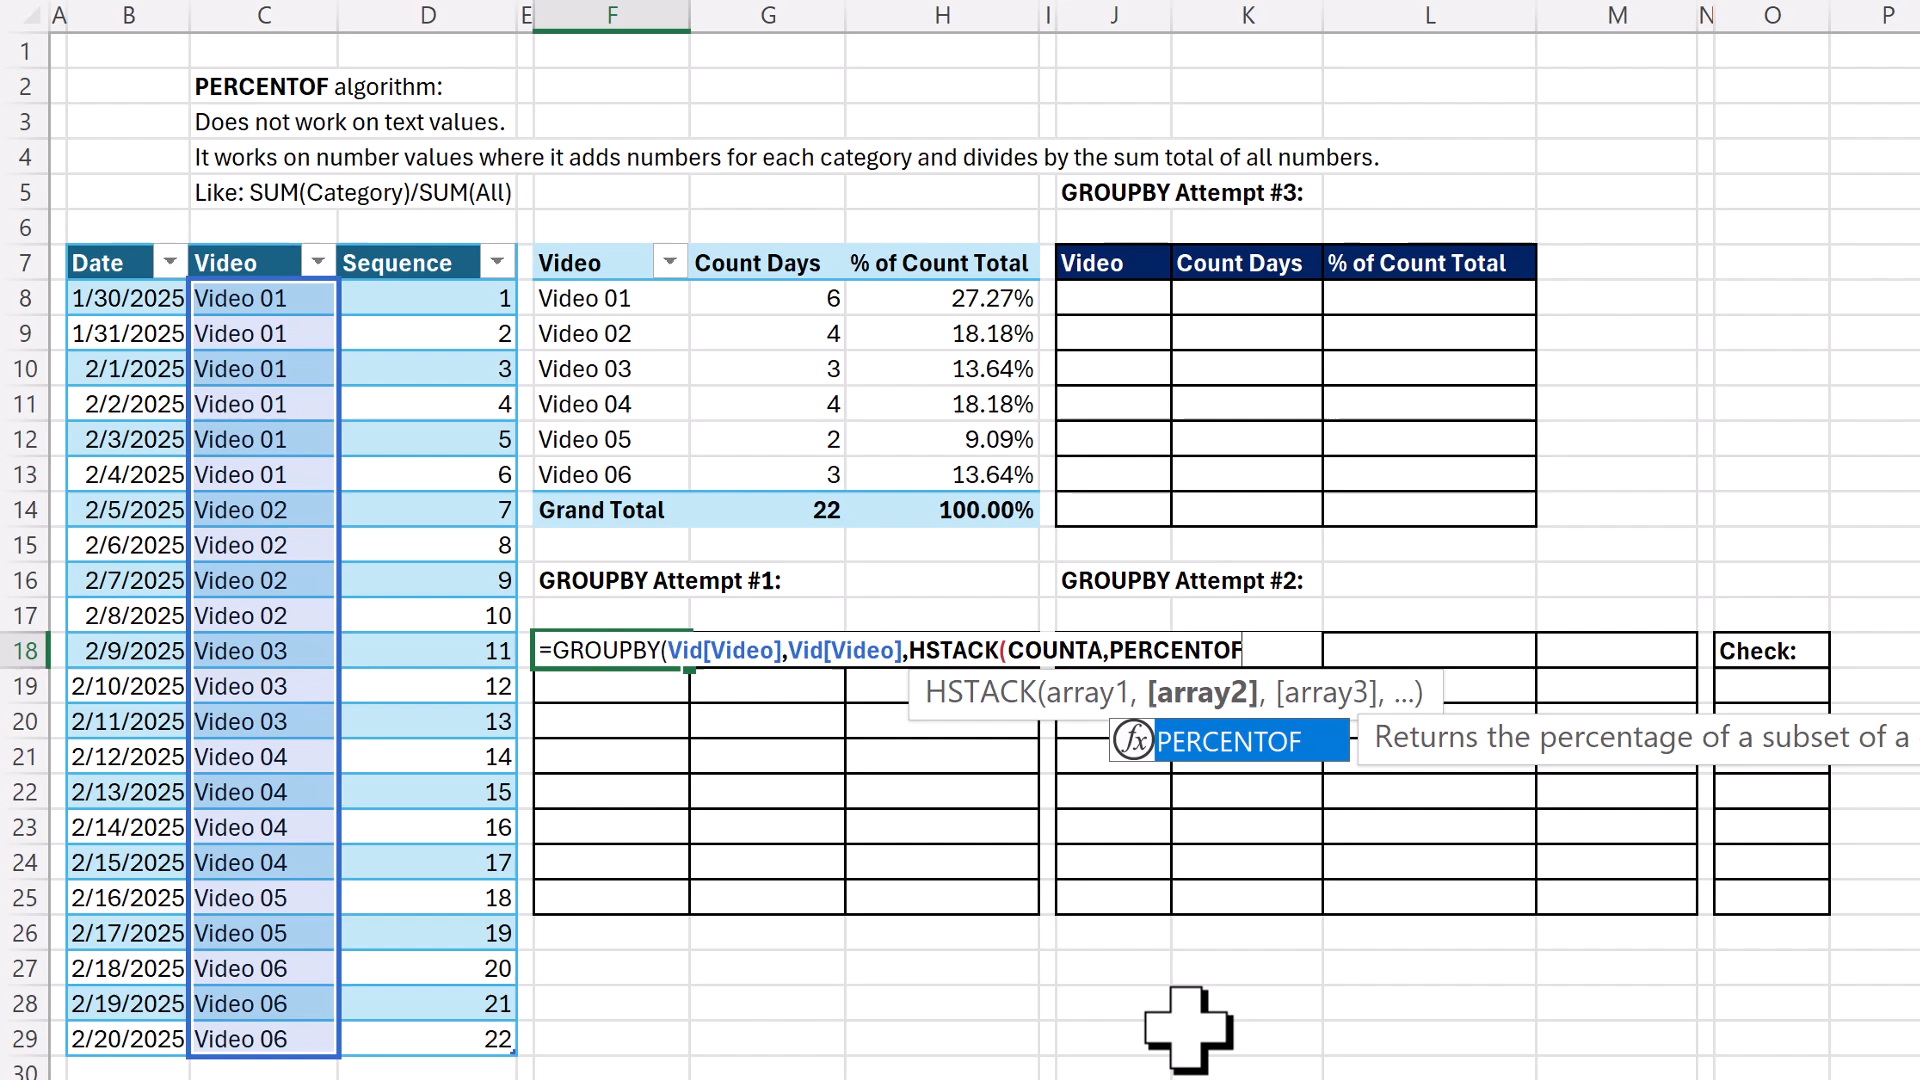 A B C D E F G H I J K L M N O P
1
2 PERCENTOF algorithm:
3 Does not work on text values.
4 It works on number values where it adds numbers for each category and divides by the sum total of all numbers.
5 Like: SUM(Category)/SUM(All) GROUPBY Attempt #3:
6
7 Date Video Sequence Video Count Days % of Count Total Video Count Days % of Count Total
8 1/30/2025 Video 01 1 Video 01 6 27.27%
9 1/31/2025 Video 01 2 Video 02 4 18.18%
10 2/1/2025 Video 01 3 Video 03 3 13.64%
11 2/2/2025 Video 01 4 Video 04 4 18.18%
12 2/3/2025 Video 01 5 Video 05 2 9.09%
13 2/4/2025 Video 01 6 Video 06 3 13.64%
14 2/5/2025 Video 02 7 Grand Total 22 100.00%
15 2/6/2025 Video 02 8
16 2/7/2025 Video 02 9 GROUPBY Attempt #1: GROUPBY Attempt #2:
17 2/8/2025 Video 02 10
18 2/9/2025 Video 03 11 =GROUPBY(Vid[Video],Vid[Video],HSTACK(COUNTA,PERCENTOF Check:
19 2/10/2025 Video 03 12 HSTACK(array1, [array2], [array3], ...)
20 2/11/2025 Video 03 13 fx PERCENTOF Returns the percentage of a subset of a
21 2/12/2025 Video 04 14
22 2/13/2025 Video 04 15
23 2/14/2025 Video 04 16
24 2/15/2025 Video 04 17
25 2/16/2025 Video 05 18
26 2/17/2025 Video 05 19
27 2/18/2025 Video 06 20
28 2/19/2025 Video 06 21
29 2/20/2025 Video 06 22
30